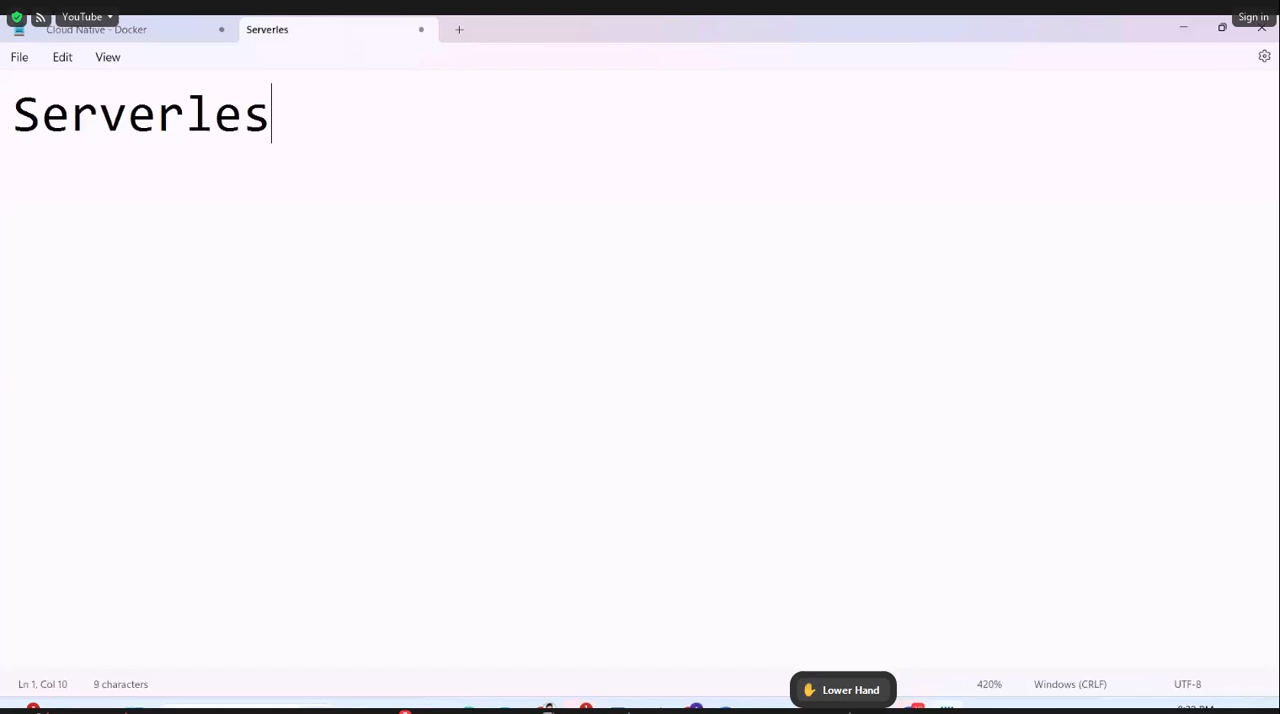 YouTube
Sign in
Cloud Native - Docker
Serverles
File
Edit
View
Serverles
Ln 1, Col 10
9 characters
Lower Hand
420%
Windows (CRLF)
UTF-8